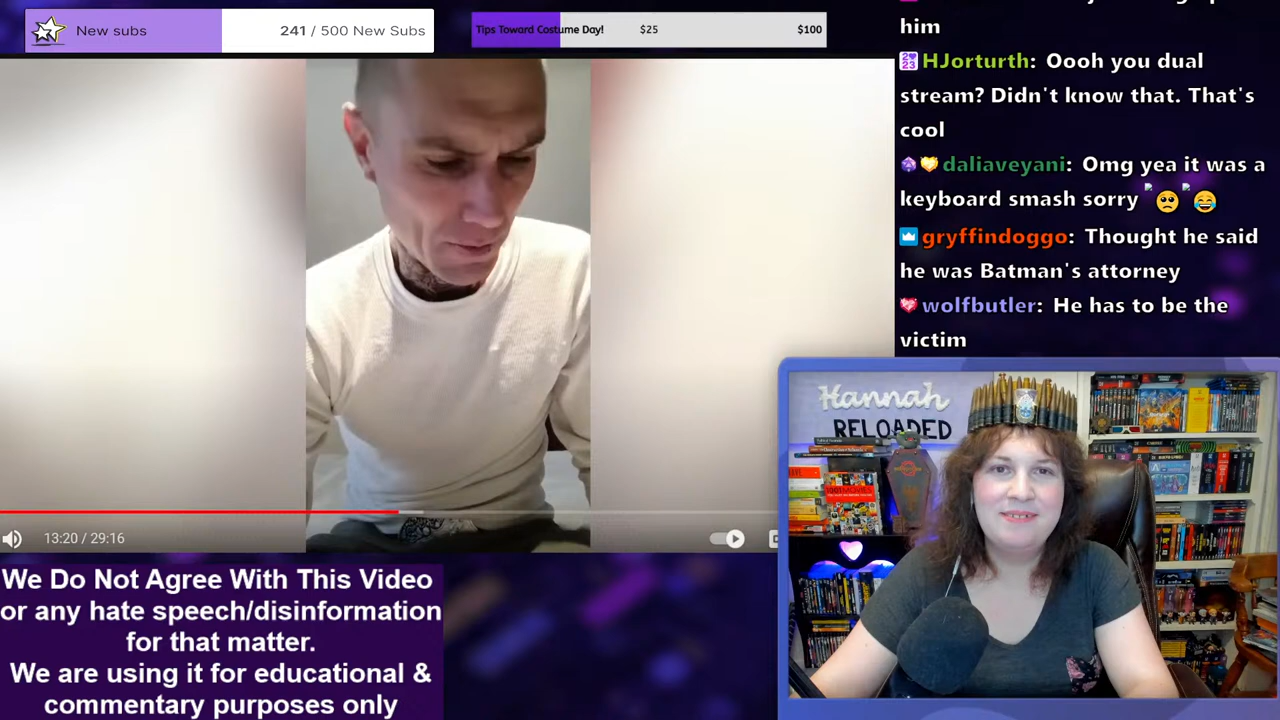 New subs
241 / 500 New Subs
Tips Toward Costume Day!
$25
$100
him
HJorturth: Oooh you dual
stream? Didn't know that. That's
cool
daliaveyani: Omg yea it was a
keyboard smash sorry 🥺 😂
gryffindoggo: Thought he said
he was Batman's attorney
wolfbutler: He has to be the
victim
Hannah
RELOADED
13:20 / 29:16
We Do Not Agree With This Video
or any hate speech/disinformation
for that matter.
We are using it for educational &
commentary purposes only